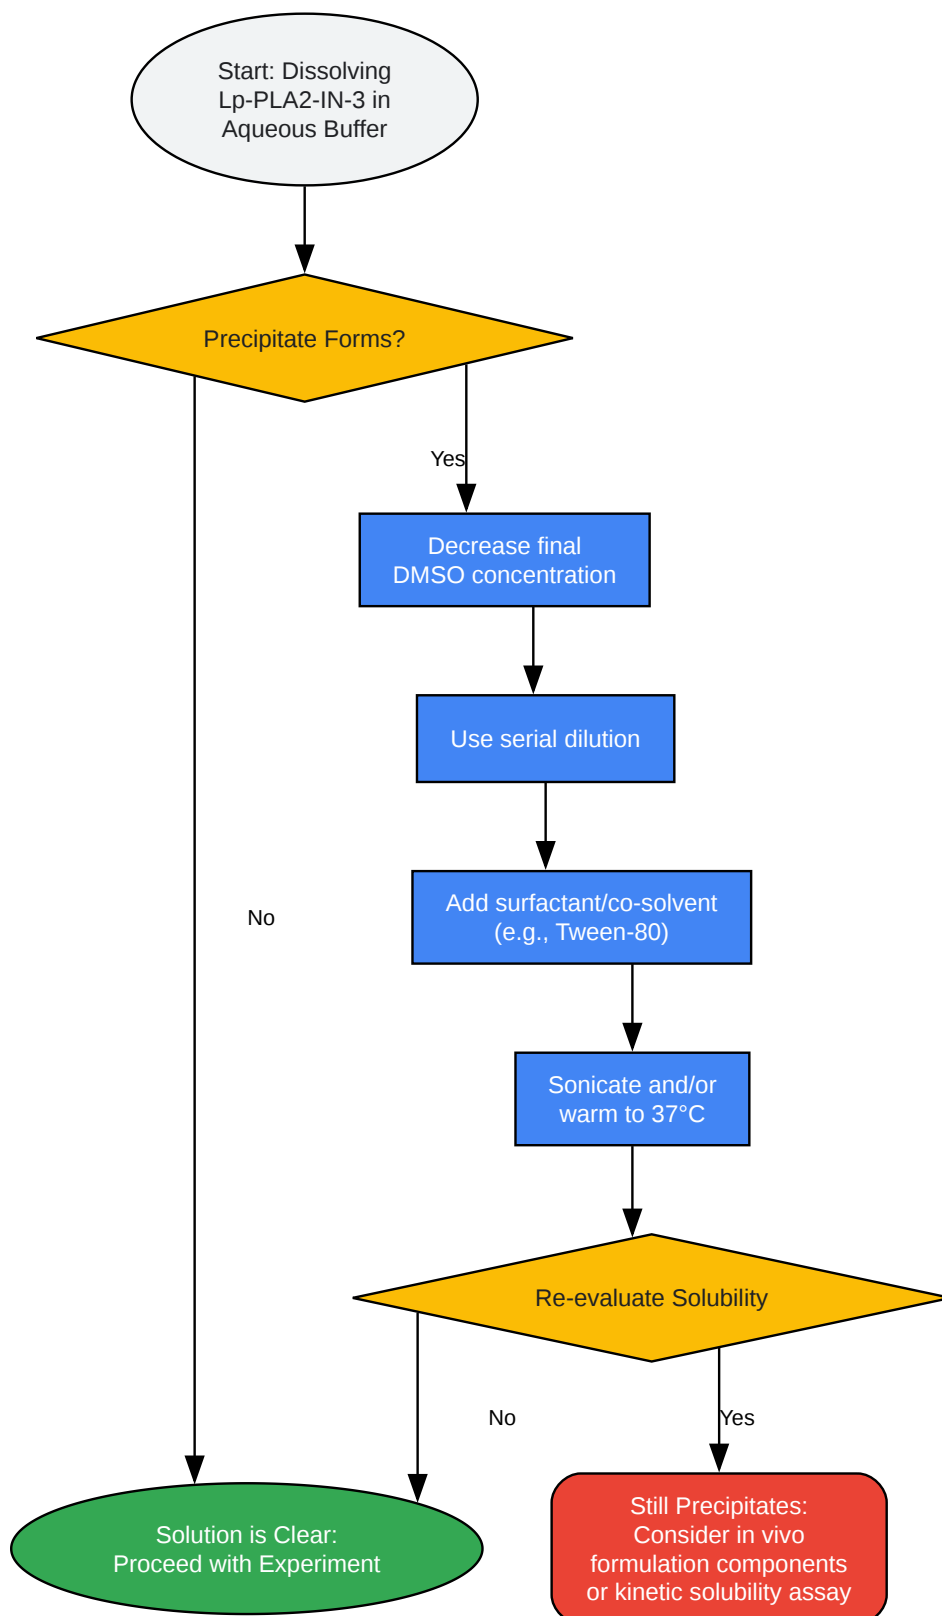 Start: Dissolving
Lp-PLA2-IN-3 in
Aqueous Buffer
Precipitate Forms?
Yes
Decrease final
DMSO concentration
Use serial dilution
Add surfactant/co-solvent
(e.g., Tween-80)
No
Sonicate and/or
warm to 37°C
Re-evaluate Solubility
No
Yes
Solution is Clear:
Proceed with Experiment
Still Precipitates:
Consider in vivo
formulation components
or kinetic solubility assay